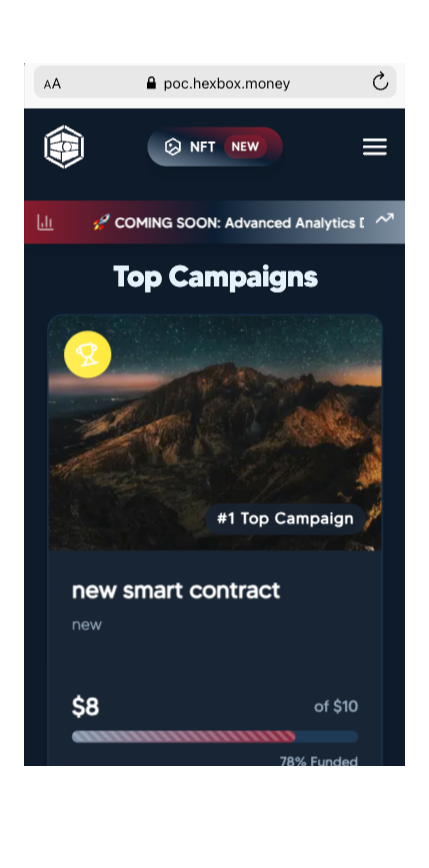 AA
poc.hexbox.money
NFT NEW
🚀 COMING SOON: Advanced Analytics
Top Campaigns
#1 Top Campaign
new smart contract
new
$8
of $10
78% Funded